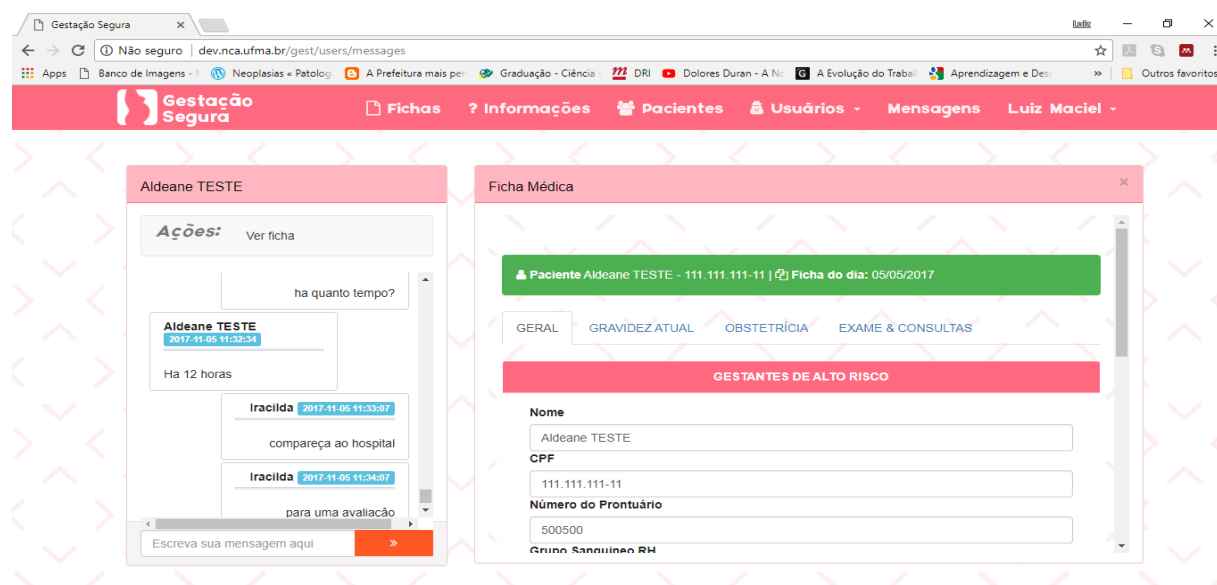 Gestação Segura
Luiz
Não seguro | dev.nca.ufma.br/gest/users/messages
Apps Banco de Imagens - Neoplasias « Patolog A Prefeitura mais per Graduação - Ciência DRI Dolores Duran - A No A Evolução do Trabal Aprendizagem e Des » Outros favoritos
Gestação
Segura
Fichas ? Informações Pacientes Usuários Mensagens Luiz Maciel
Aldeane TESTE
Ações: Ver ficha
ha quanto tempo?
Aldeane TESTE
2017-11-05 11:32:34
Ha 12 horas
Iracilda 2017-11-05 11:33:07
compareça ao hospital
Iracilda 2017-11-05 11:34:07
para uma avaliação
Escreva sua mensagem aqui »
Ficha Médica ×
Paciente Aldeane TESTE - 111.111.111-11 | Ficha do dia: 05/05/2017
GERAL GRAVIDEZ ATUAL OBSTETRÍCIA EXAME & CONSULTAS
GESTANTES DE ALTO RISCO
Nome
Aldeane TESTE
CPF
111.111.111-11
Número do Prontuário
500500
Grupo Sanguíneo RH